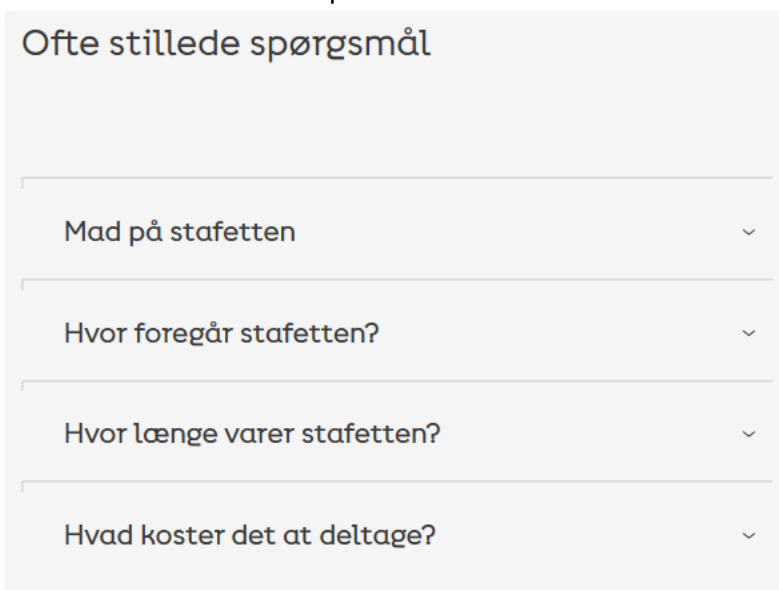 Ofte stillede spørgsmål
Mad på stafetten
Hvor foregår stafetten?
Hvor længe varer stafetten?
Hvad koster det at deltage?